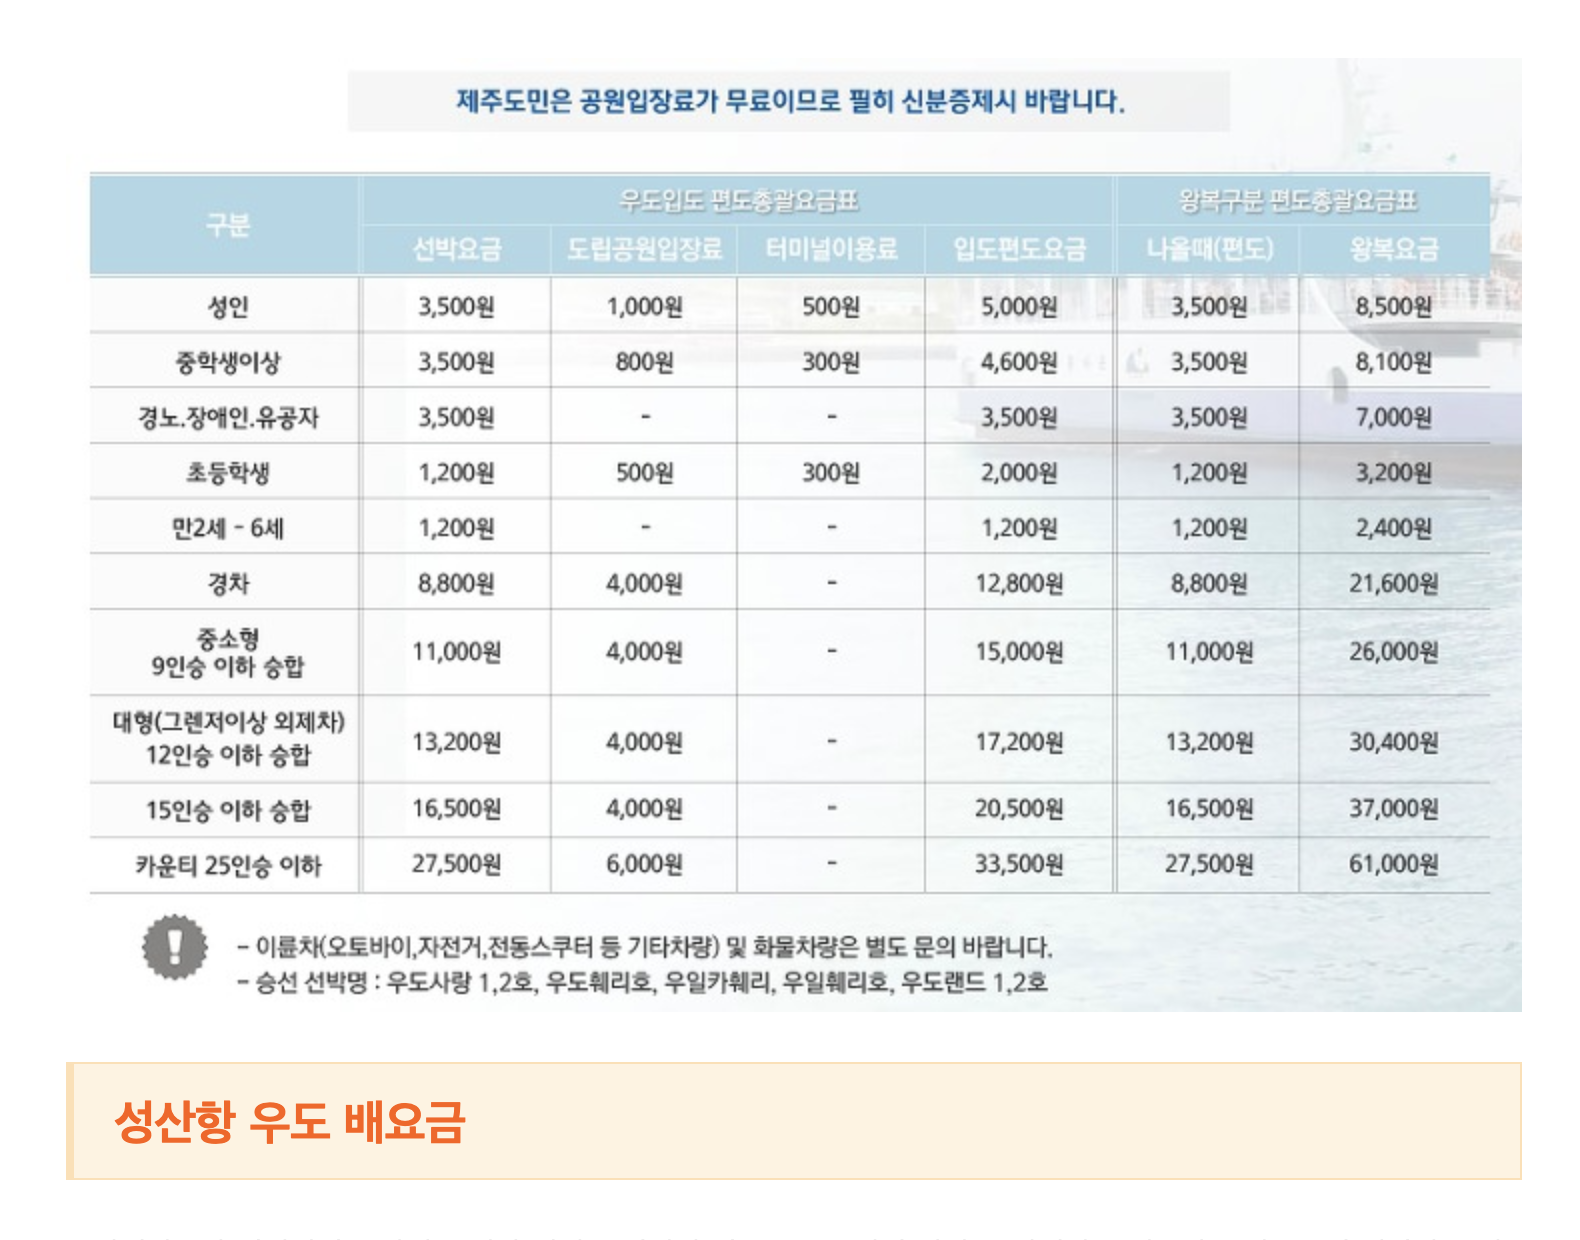 제주도민은 공원입장료가 무료이므로 필히 신분증제시 바랍니다.
구분 우도입도 편도총괄요금표 왕복구분 편도총괄요금표
선박요금 도립공원입장료 터미널이용료 입도편도요금 나올때(편도) 왕복요금
성인 3,500원 1,000원 500원 5,000원 3,500원 8,500원
중학생이상 3,500원 800원 300원 4,600원 3,500원 8,100원
경노.장애인.유공자 3,500원 - - 3,500원 3,500원 7,000원
초등학생 1,200원 500원 300원 2,000원 1,200원 3,200원
만2세 - 6세 1,200원 - - 1,200원 1,200원 2,400원
경차 8,800원 4,000원 - 12,800원 8,800원 21,600원
중소형
9인승 이하 승합 11,000원 4,000원 - 15,000원 11,000원 26,000원
대형(그렌저이상 외제차)
12인승 이하 승합 13,200원 4,000원 - 17,200원 13,200원 30,400원
15인승 이하 승합 16,500원 4,000원 - 20,500원 16,500원 37,000원
카운티 25인승 이하 27,500원 6,000원 - 33,500원 27,500원 61,000원
- 이륜차(오토바이,자전거,전동스쿠터 등 기타차량) 및 화물차량은 별도 문의 바랍니다.
- 승선 선박명 : 우도사랑 1,2호, 우도훼리호, 우일카훼리, 우일훼리호, 우도랜드 1,2호
성산항 우도 배요금